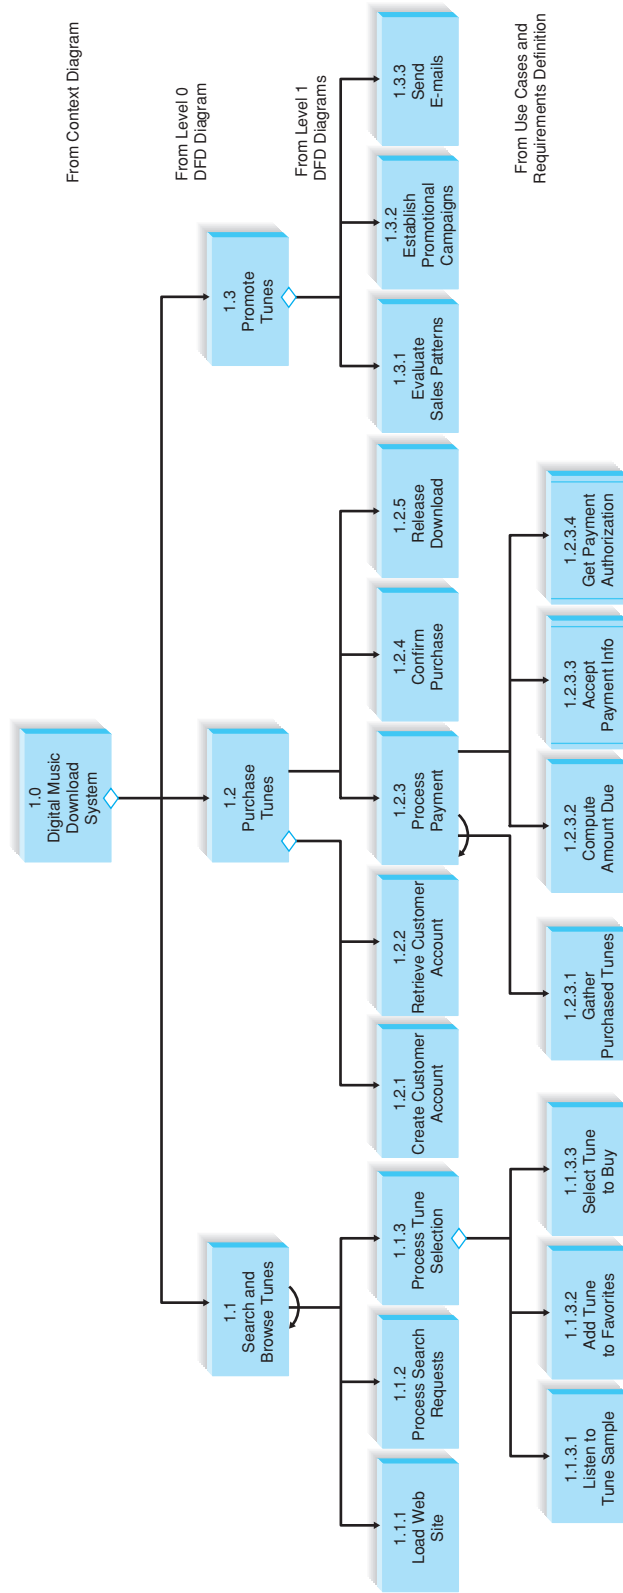 1.0
Digital Music
Download
System
From Context Diagram
1.1
Search and
Browse Tunes
1.2
Purchase
Tunes
1.3
Promote
Tunes
From Level 0
DFD Diagram
1.1.1
Load Web
Site
1.1.2
Process Search
Requests
1.1.3
Process Tune
Selection
1.2.1
Create Customer
Account
1.2.2
Retrieve Customer
Account
1.2.3
Process
Payment
1.2.4
Confirm
Purchase
1.2.5
Release
Download
1.3.1
Evaluate
Sales Patterns
1.3.2
Establish
Promotional
Campaigns
1.3.3
Send
E-mails
From Level 1
DFD Diagrams
1.1.3.1
Listen to
Tune Sample
1.1.3.2
Add Tune
to Favorites
1.1.3.3
Select Tune
to Buy
1.2.3.1
Gather
Purchased Tunes
1.2.3.2
Compute
Amount Due
1.2.3.3
Accept
Payment Info
1.2.3.4
Get Payment
Authorization
From Use Cases and
Requirements Definition